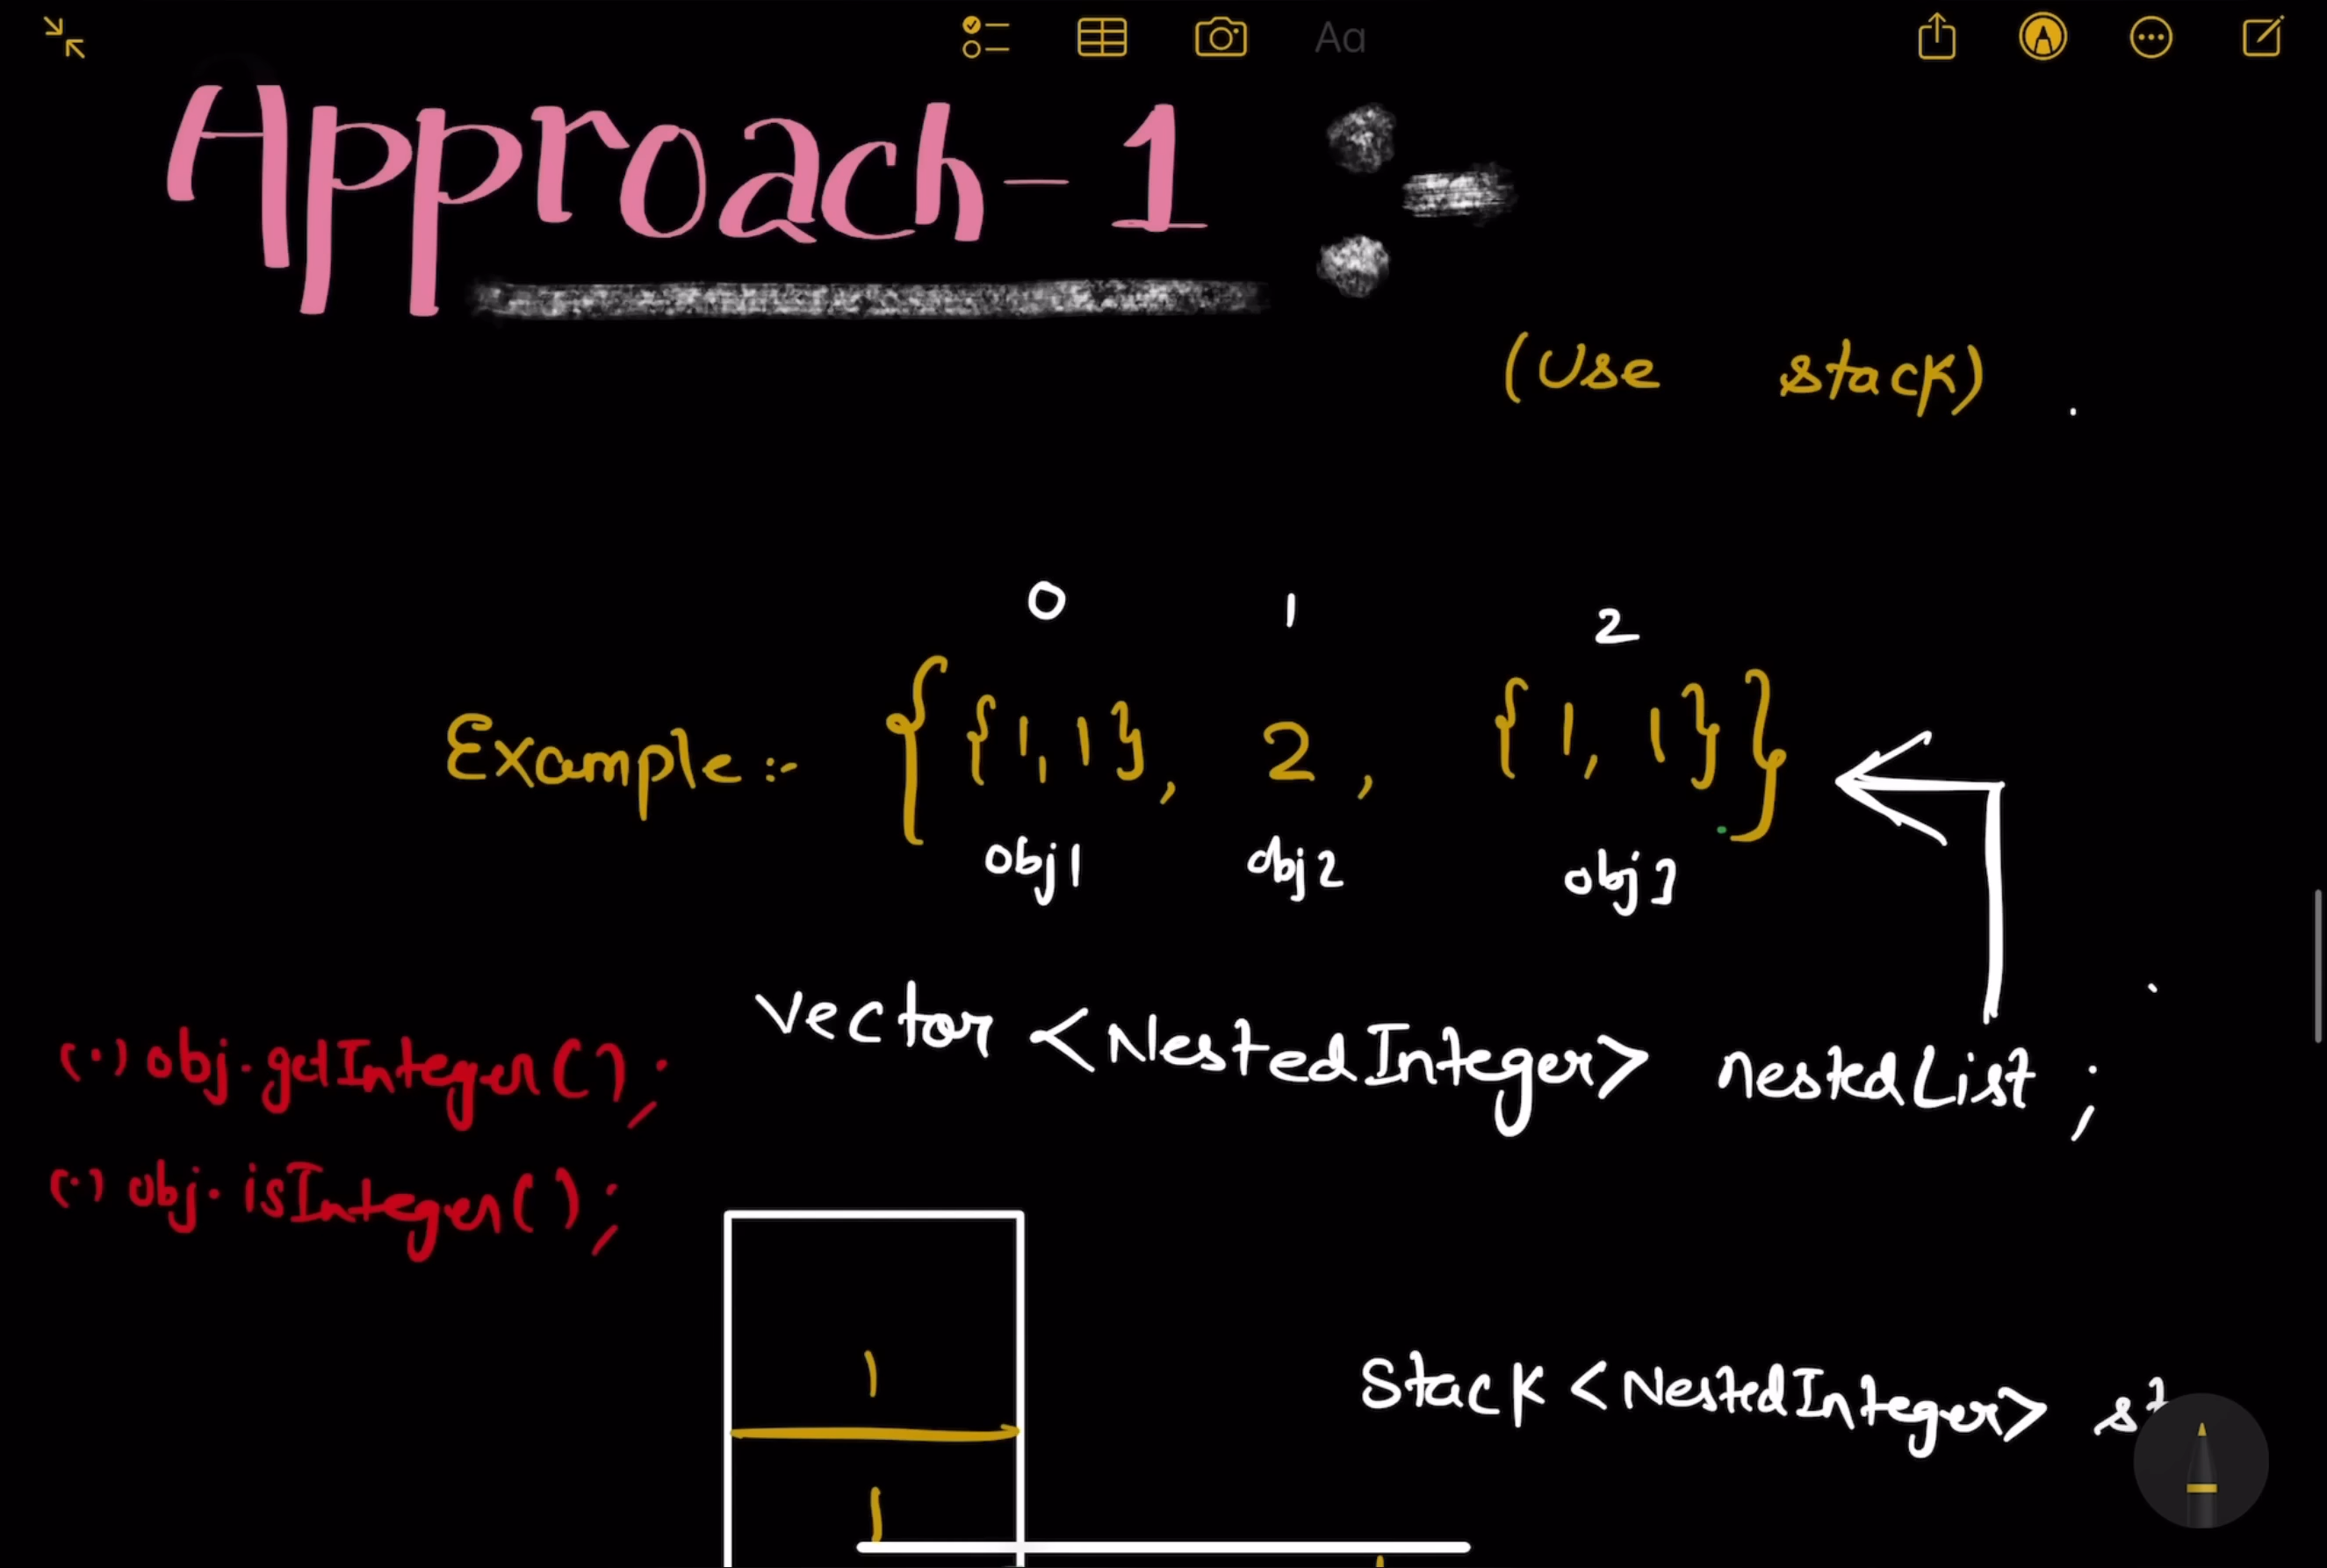 Aa
Approach-1 :-
(Use stack)
0 1 2
Example:- {{1,1}, 2, {1,1}}
obj1 obj2 obj3
vector <NestedInteger> nestedList;
(.) obj.getInteger();
(.) obj.isInteger();
1
Stack <NestedInteger> st
1